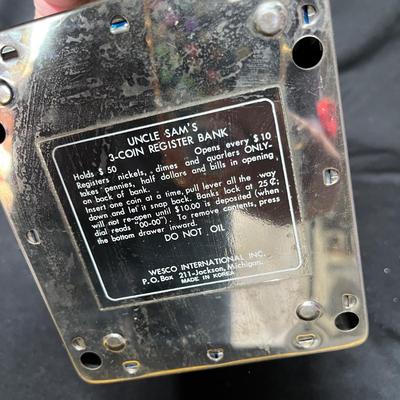 UNCLE SAM'S
3-COIN REGISTER BANK
Holds $ 50 Opens every $ 10
Registers nickels, dimes and quarters ONLY-
takes pennies, half dollars and bills in opening
on back of bank.
Insert one coin at a time, pull lever all the way
down and let it snap back. Banks lock at 25¢;
will not re-open until $10.00 is deposited (when
dial reads "00-00"). To remove contents, press
the bottom drawer inward.
DO NOT OIL
WESCO INTERNATIONAL INC.
P.O. Box 211-Jackson, Michigan.
MADE IN KOREA